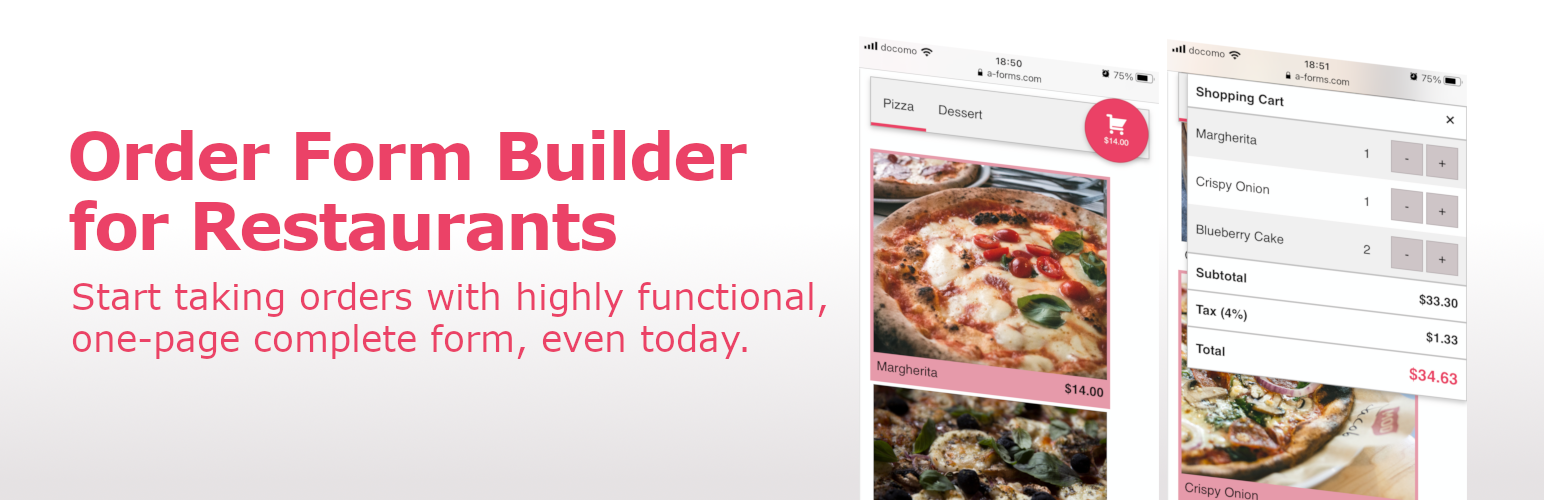 Order Form Builder
for Restaurants
Start taking orders with highly functional,
one-page complete form, even today.
docomo
18:50
75%
a-forms.com
Pizza
Dessert
$14.00
Margherita
$14.00
docomo
18:51
75%
a-forms.com
Shopping Cart
×
Margherita 1 - +
Crispy Onion 1 - +
Blueberry Cake 2 - +
Subtotal $33.30
Tax (4%) $1.33
Total $34.63
Crispy Onion